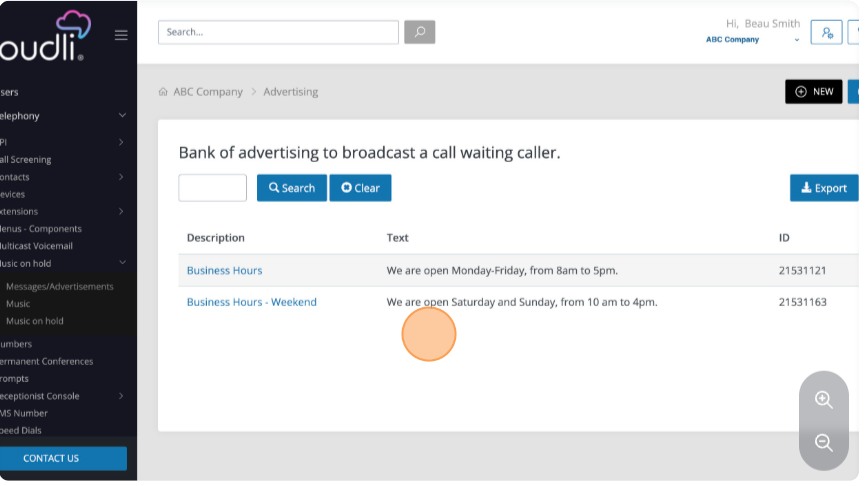 oudli.
Search...
Hi, Beau Smith
ABC Company
ABC Company > Advertising
NEW
sers
elephony
PI
all Screening
ontacts
evices
xtensions
enus - Components
ulticast Voicemail
usic on hold
Messages/Advertisements
Music
Music on hold
umbers
ermanent Conferences
rompts
eceptionist Console
MS Number
peed Dials
CONTACT US
Bank of advertising to broadcast a call waiting caller.
Search
Clear
Export
Description Text ID
Business Hours We are open Monday-Friday, from 8am to 5pm. 21531121
Business Hours - Weekend We are open Saturday and Sunday, from 10 am to 4pm. 21531163